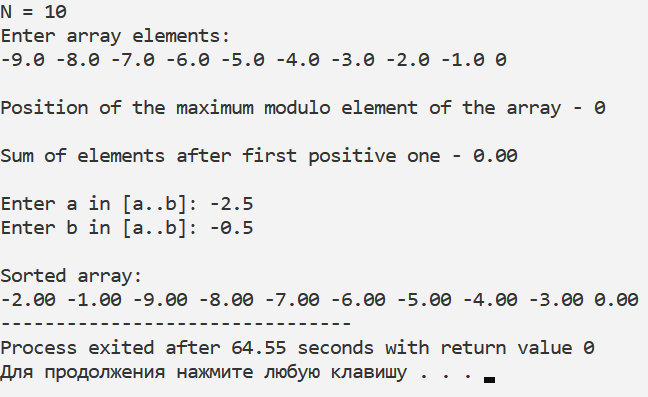 N = 10
Enter array elements:
-9.0 -8.0 -7.0 -6.0 -5.0 -4.0 -3.0 -2.0 -1.0 0
Position of the maximum modulo element of the array - 0
Sum of elements after first positive one - 0.00
Enter a in [a..b]: -2.5
Enter b in [a..b]: -0.5
Sorted array:
-2.00 -1.00 -9.00 -8.00 -7.00 -6.00 -5.00 -4.00 -3.00 0.00
--------------------------------
Process exited after 64.55 seconds with return value 0
Для продолжения нажмите любую клавишу . . .